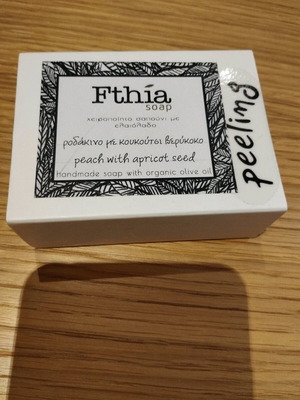 Fthía
soap
χειροποίητο σαπούνι με
ελαιόλαδο
ροδάκινο με κουκούτσι βερύκοκο
peach with apricot seed
handmade soap with organic olive oil
peeling